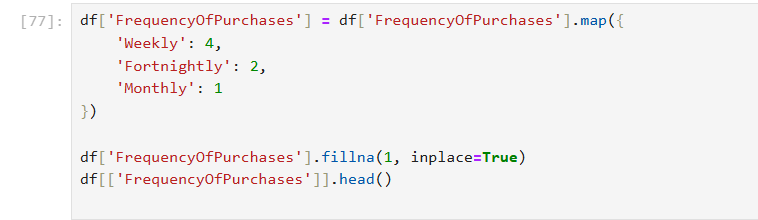 [77]: df['FrequencyOfPurchases'] = df['FrequencyOfPurchases'].map({
    'Weekly': 4,
    'Fortnightly': 2,
    'Monthly': 1
})

df['FrequencyOfPurchases'].fillna(1, inplace=True)
df[['FrequencyOfPurchases']].head()